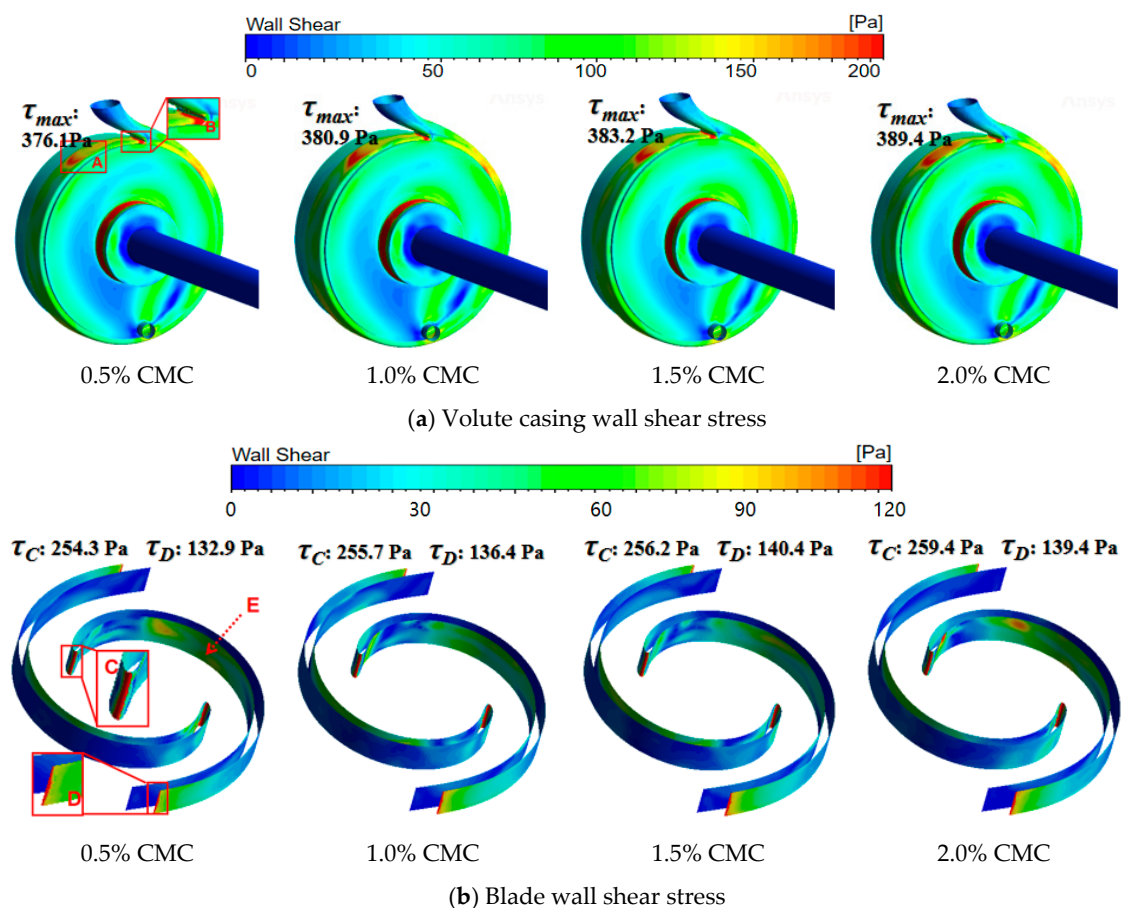 Wall Shear [Pa]
0 50 100 150 200
τmax: τmax: τmax: τmax:
376.1Pa 380.9 Pa 383.2 Pa 389.4 Pa
B
A
0.5% CMC 1.0% CMC 1.5% CMC 2.0% CMC
(a) Volute casing wall shear stress
Wall Shear [Pa]
0 30 60 90 120
τC: 254.3 Pa τD: 132.9 Pa τC: 255.7 Pa τD: 136.4 Pa τC: 256.2 Pa τD: 140.4 Pa τC: 259.4 Pa τD: 139.4 Pa
E
C
D
0.5% CMC 1.0% CMC 1.5% CMC 2.0% CMC
(b) Blade wall shear stress